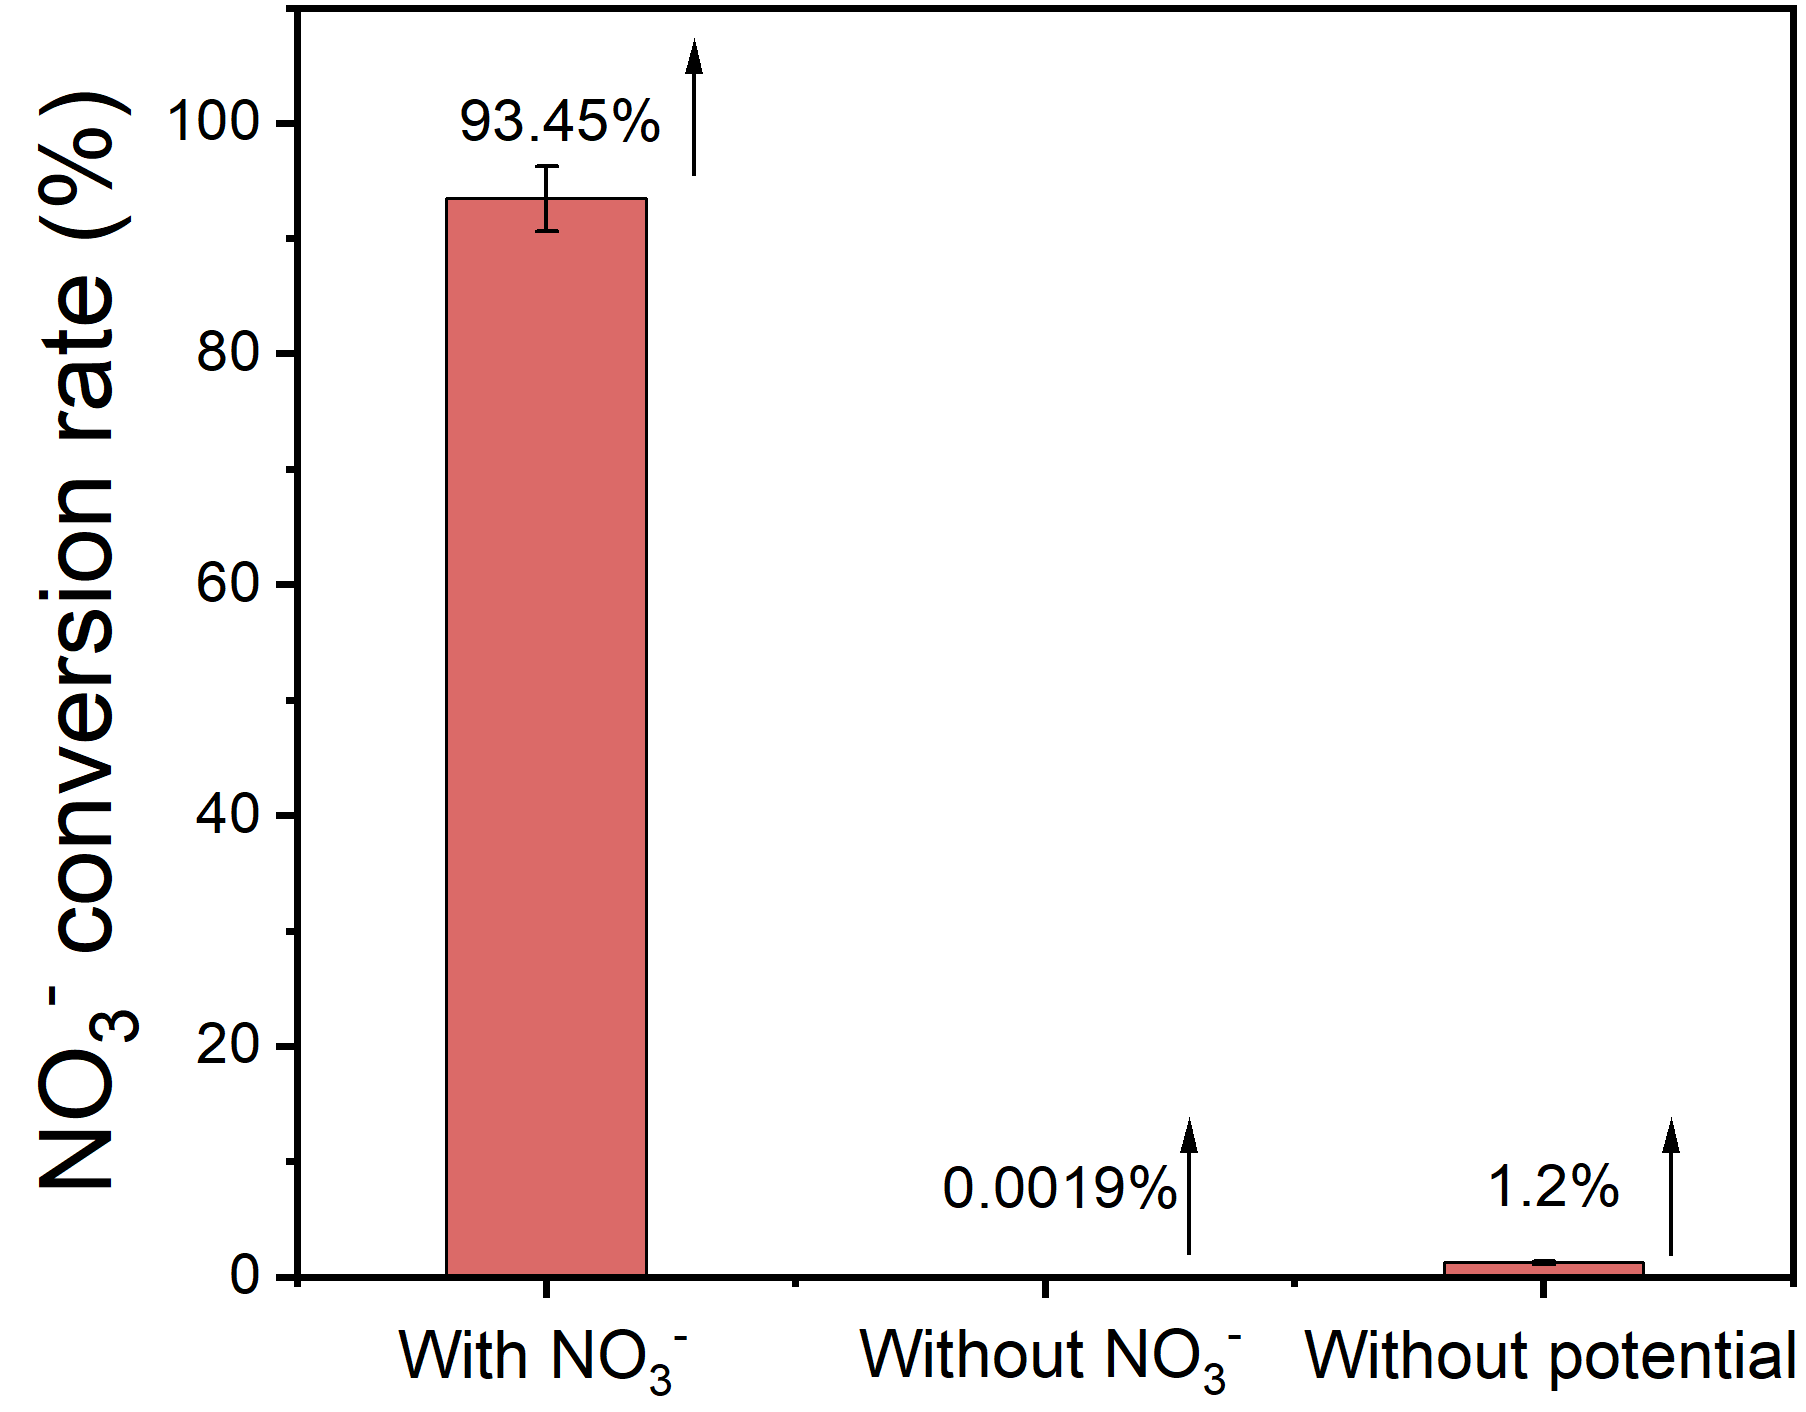 NO₃⁻ conversion rate (%)
100
80
60
40
20
0
93.45%
0.0019%
1.2%
With NO₃⁻
Without NO₃⁻
Without potential